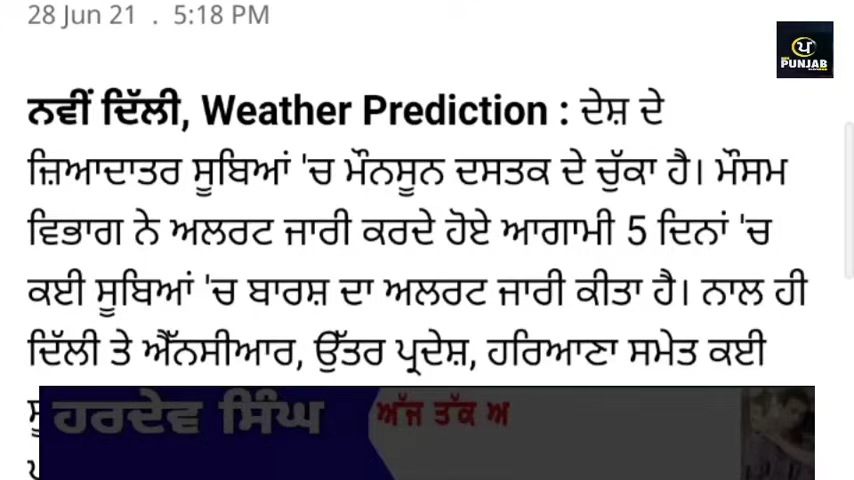 28 Jun 21 . 5:18 PM
ਪ
PUNJAB
ਨਵੀਂ ਦਿੱਲੀ, Weather Prediction : ਦੇਸ਼ ਦੇ
ਜ਼ਿਆਦਾਤਰ ਸੂਬਿਆਂ 'ਚ ਮੌਨਸੂਨ ਦਸਤਕ ਦੇ ਚੁੱਕਾ ਹੈ। ਮੌਸਮ
ਵਿਭਾਗ ਨੇ ਅਲਰਟ ਜਾਰੀ ਕਰਦੇ ਹੋਏ ਆਗਾਮੀ 5 ਦਿਨਾਂ 'ਚ
ਕਈ ਸੂਬਿਆਂ 'ਚ ਬਾਰਸ਼ ਦਾ ਅਲਰਟ ਜਾਰੀ ਕੀਤਾ ਹੈ। ਨਾਲ ਹੀ
ਦਿੱਲੀ ਤੇ ਐੱਨਸੀਆਰ, ਉੱਤਰ ਪ੍ਰਦੇਸ਼, ਹਰਿਆਣਾ ਸਮੇਤ ਕਈ
ਹਰਦੇਵ ਸਿੰਘ ਅੱਜ ਤੱਕ ਅ